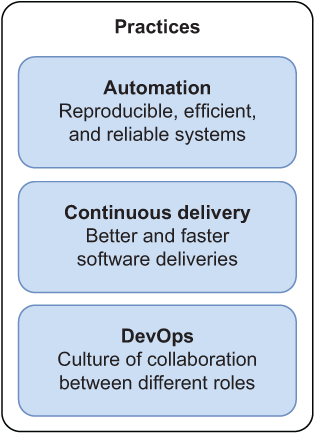 Practices
Automation
Reproducible, efficient,
and reliable systems
Continuous delivery
Better and faster
software deliveries
DevOps
Culture of collaboration
between different roles